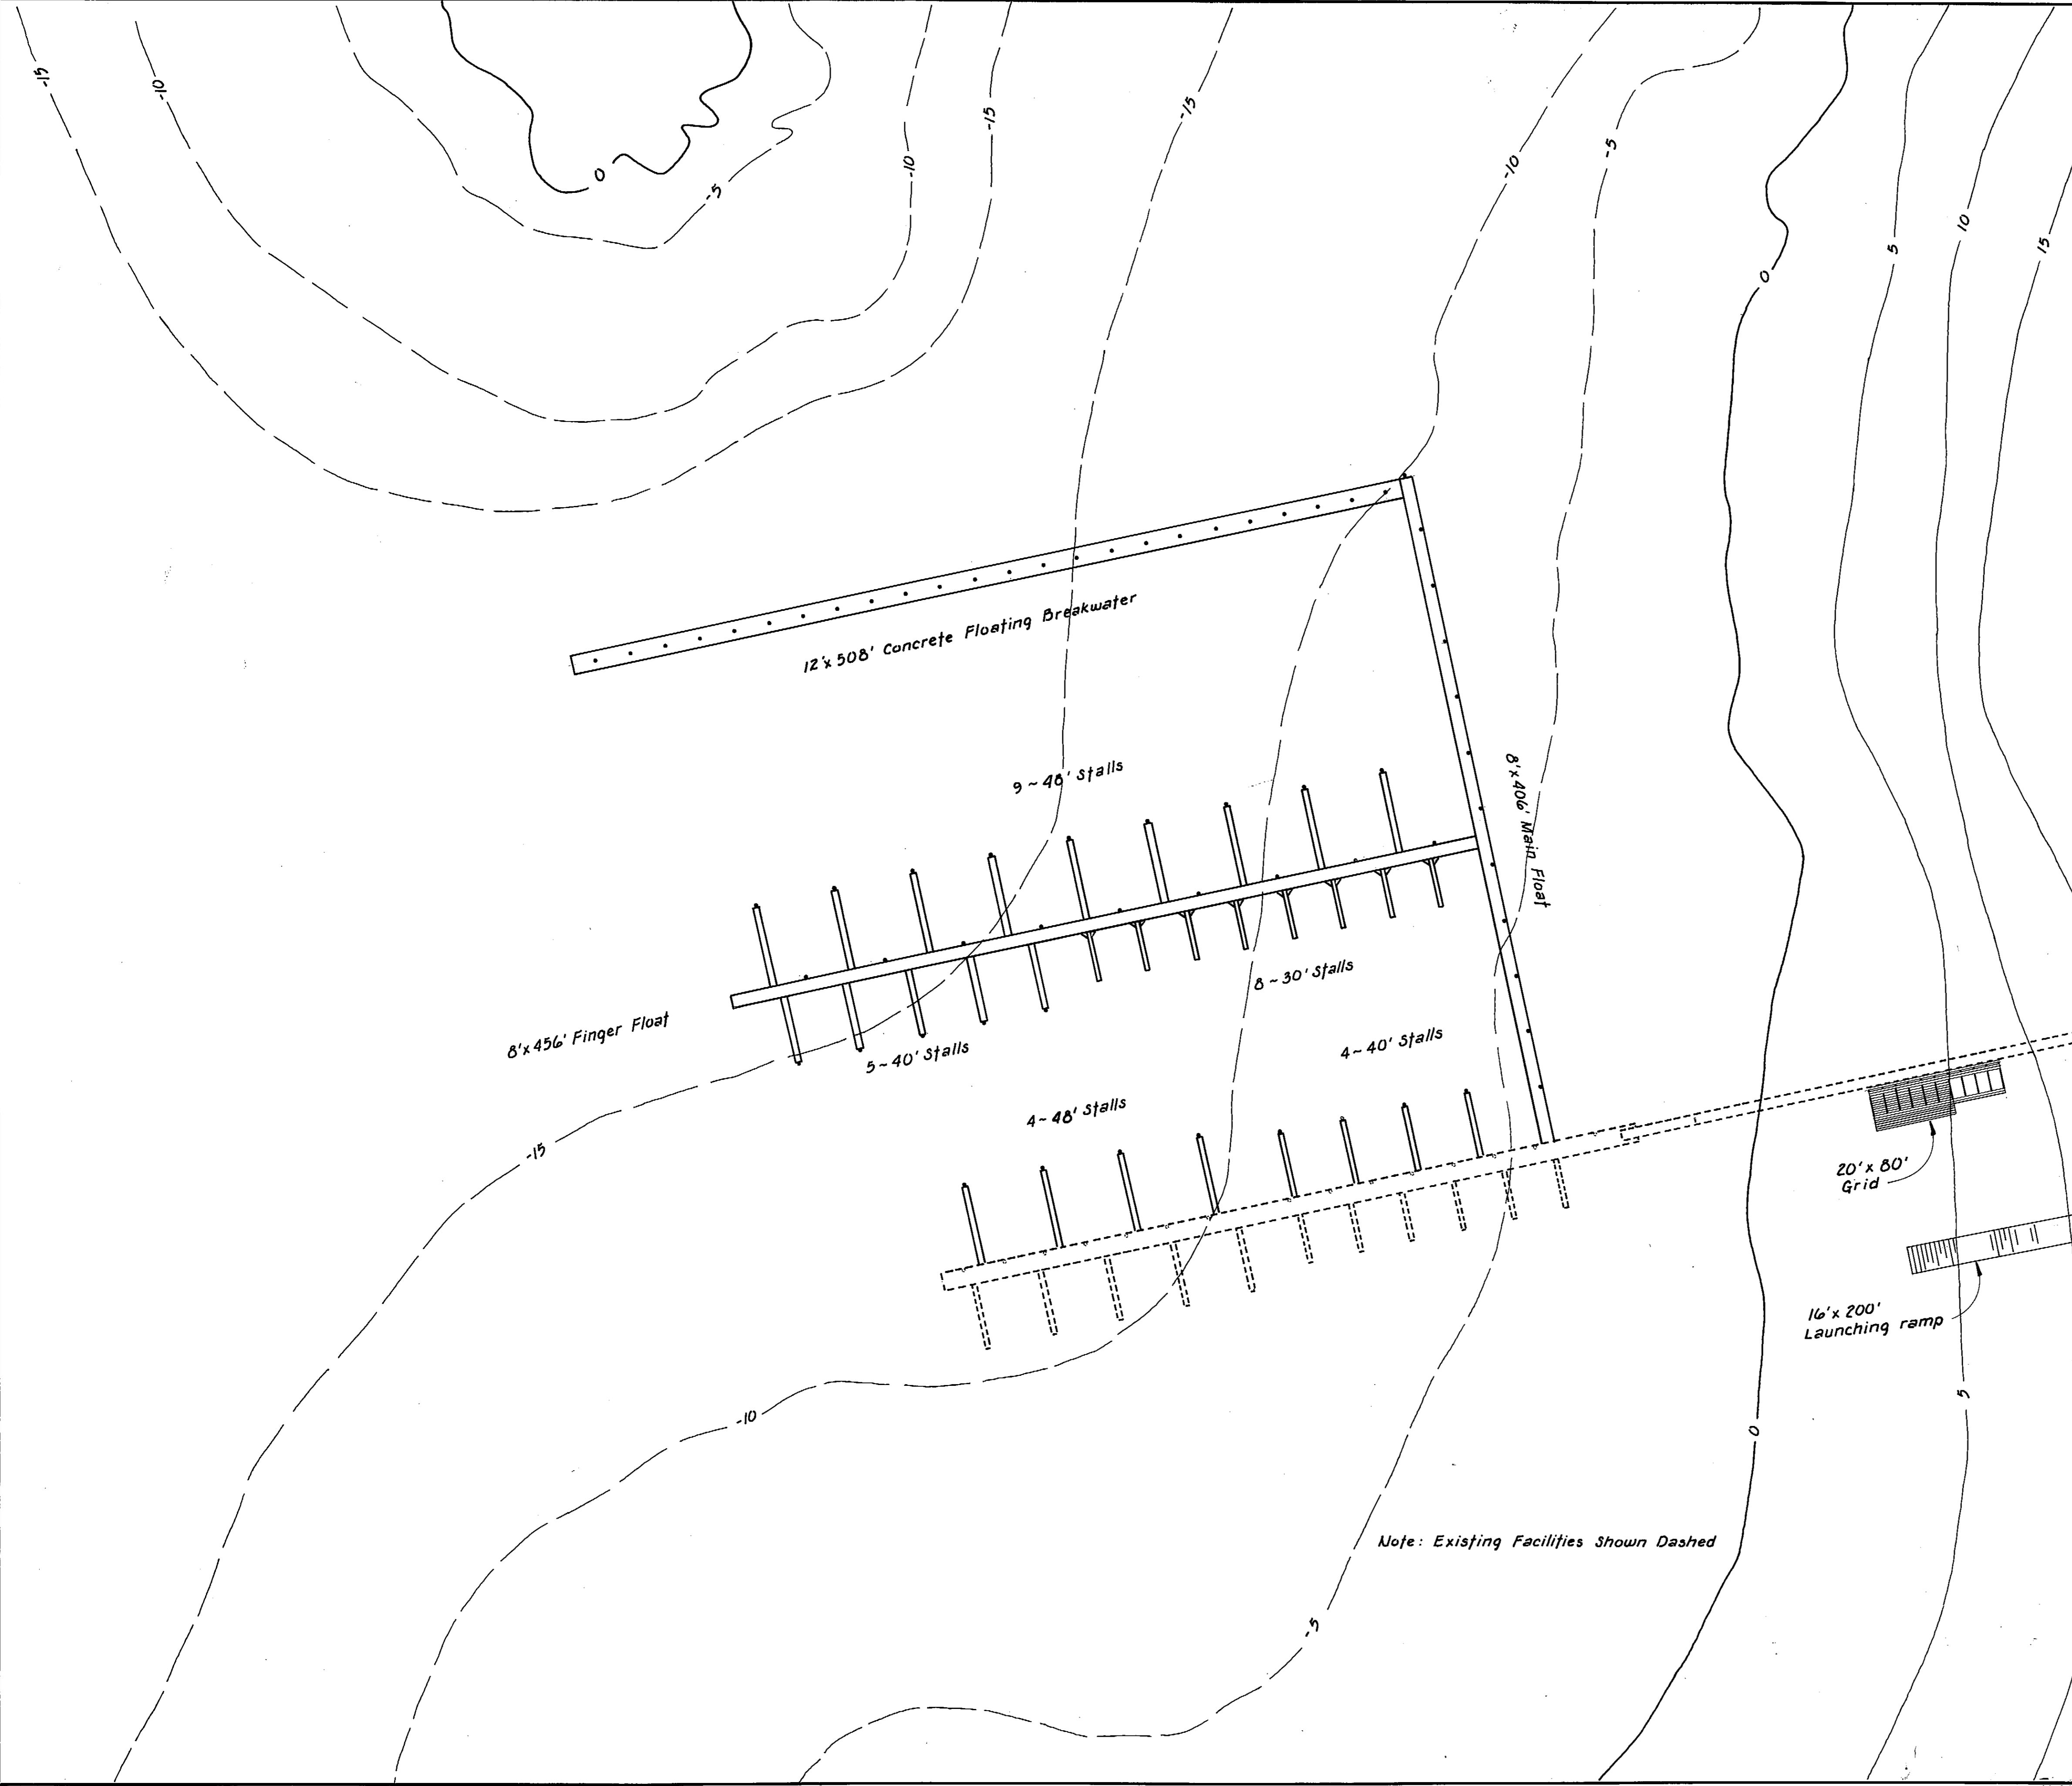 -15
-10
-15
-15
-10
-5
-10
0
-5
5
10
15
0
12'x 508' Concrete Floating Breakwater
9 ~ 48' Stalls
8'x406' Main Float
8 ~ 30' Stalls
8'x 456' Finger Float
5 ~ 40' Stalls
4 ~ 40' Stalls
4 ~ 48' Stalls
-15
20' x 80'
Grid
16'x 200'
Launching ramp
5
-10
0
Note: Existing Facilities Shown Dashed
-5